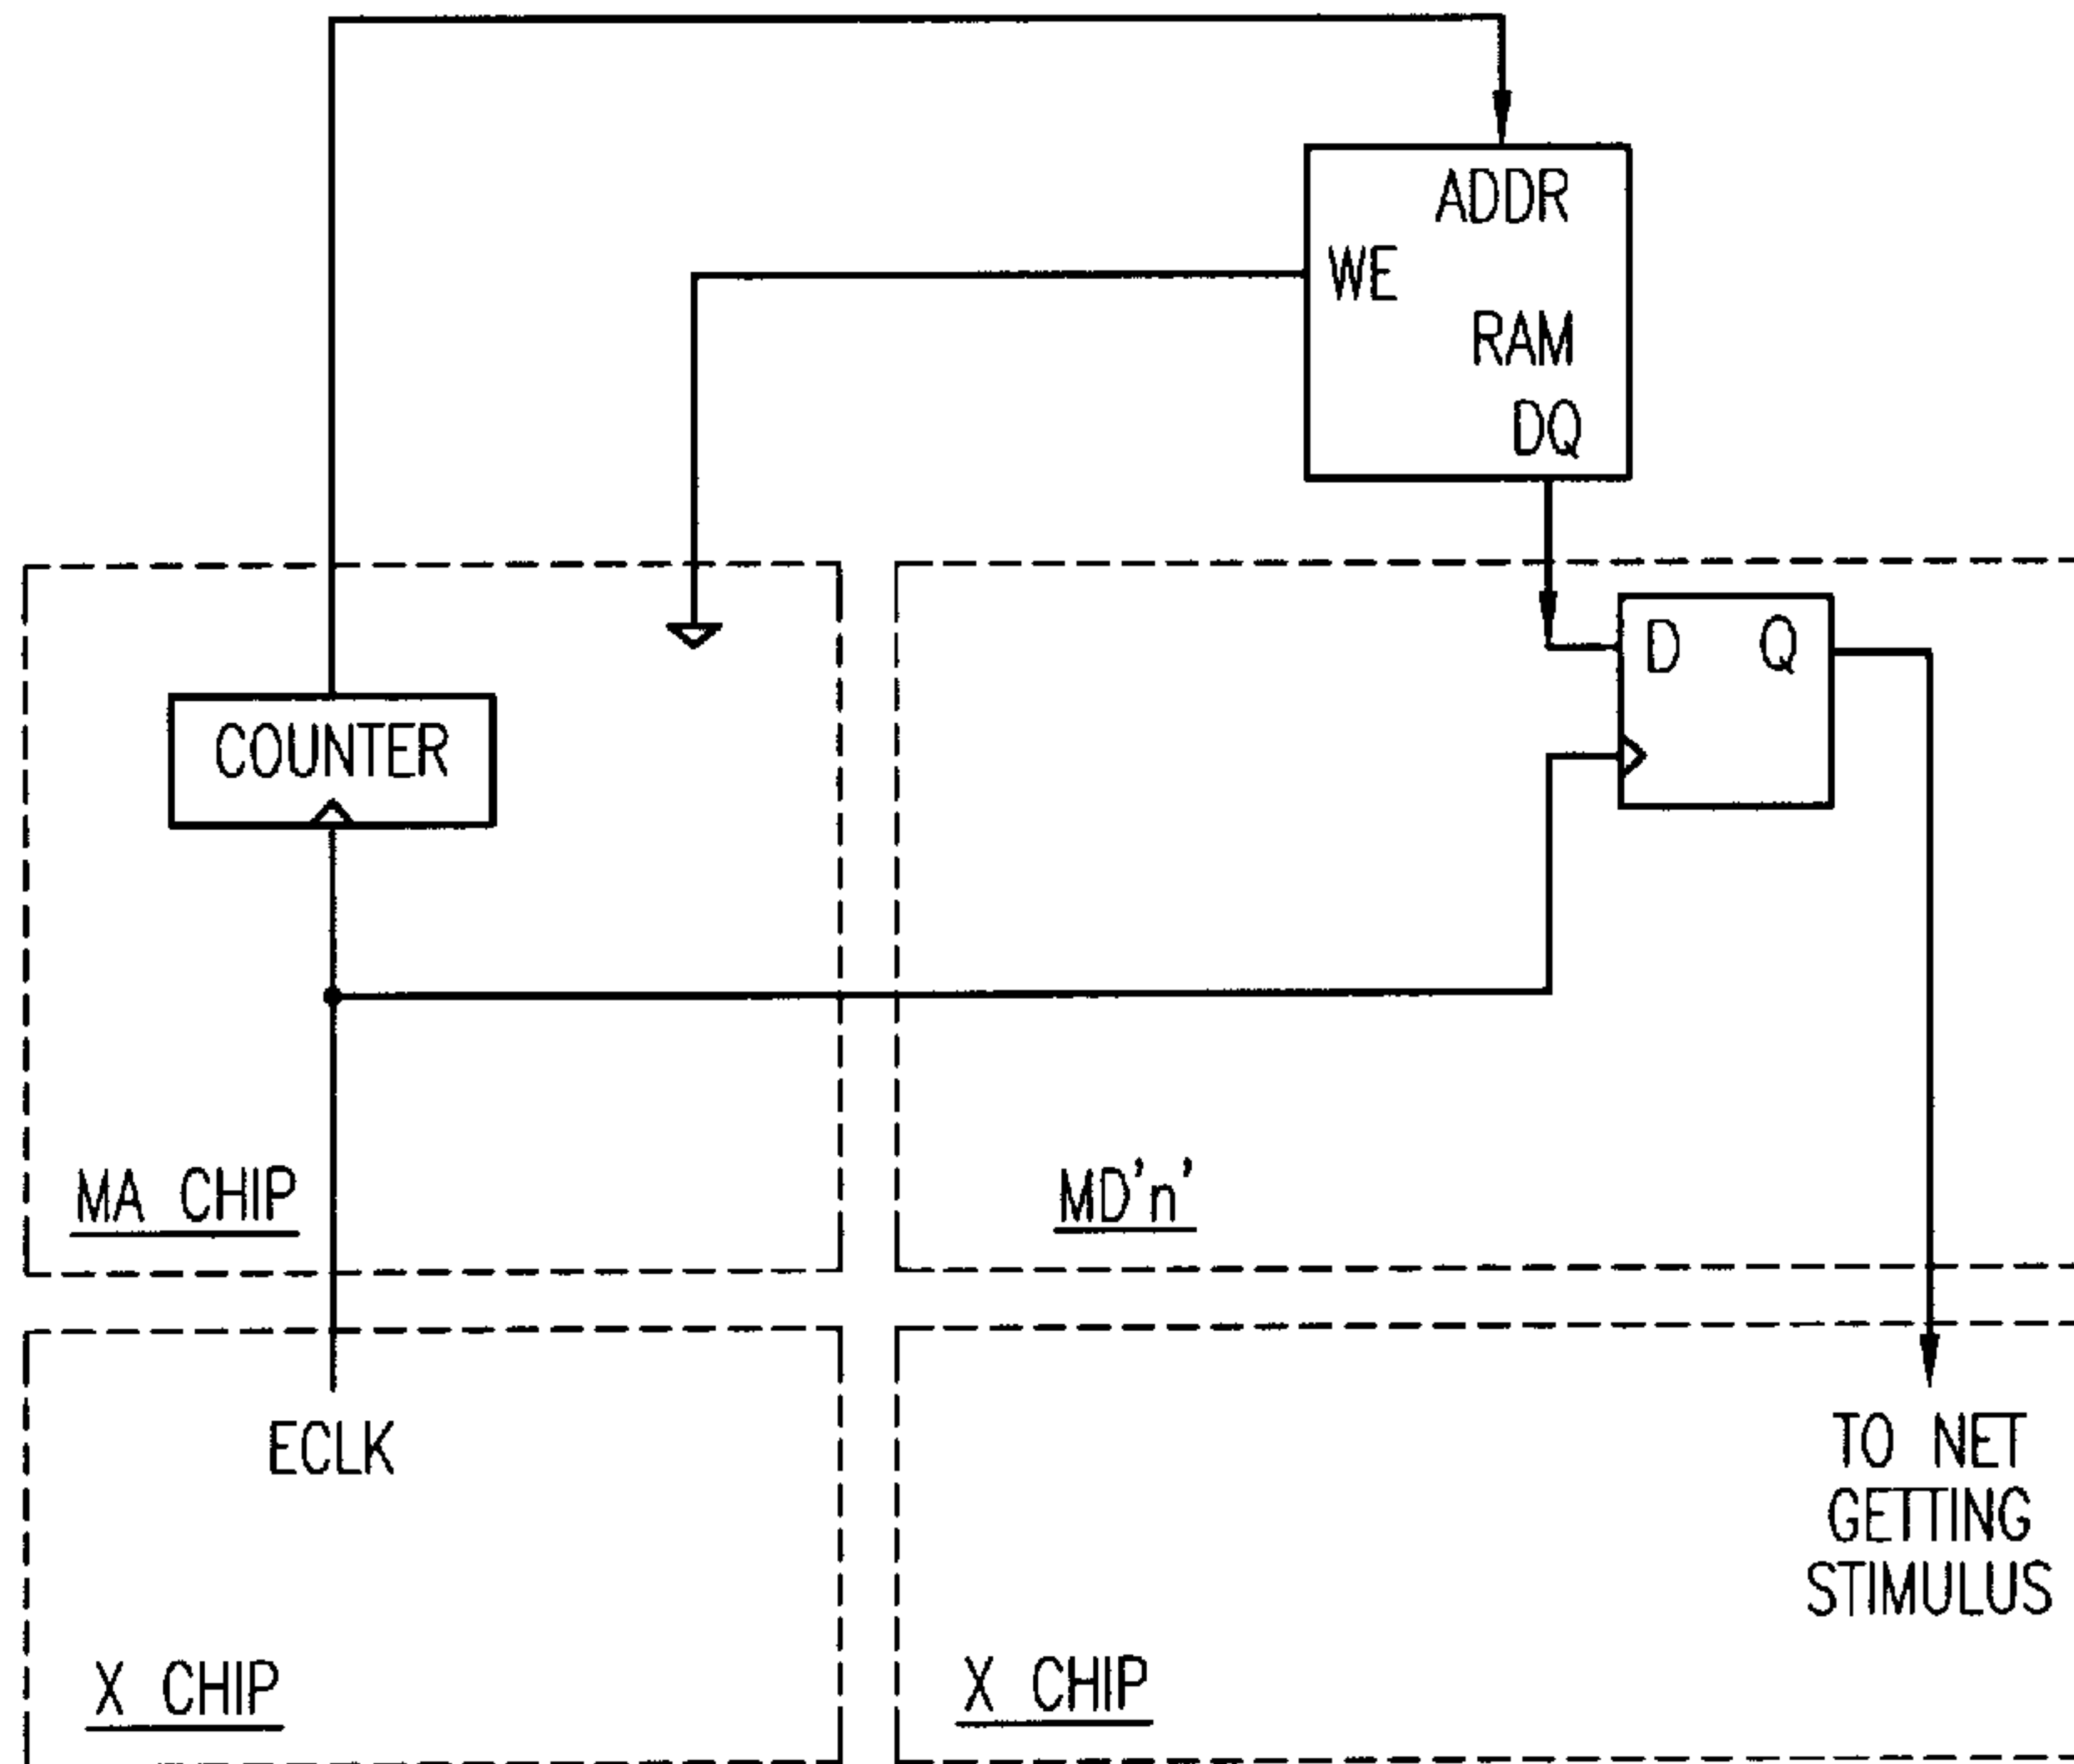 ADDR
WE
RAM
DQ
D Q
COUNTER
MA CHIP
MD'n'
ECLK
TO NET
GETTING
STIMULUS
X CHIP
X CHIP